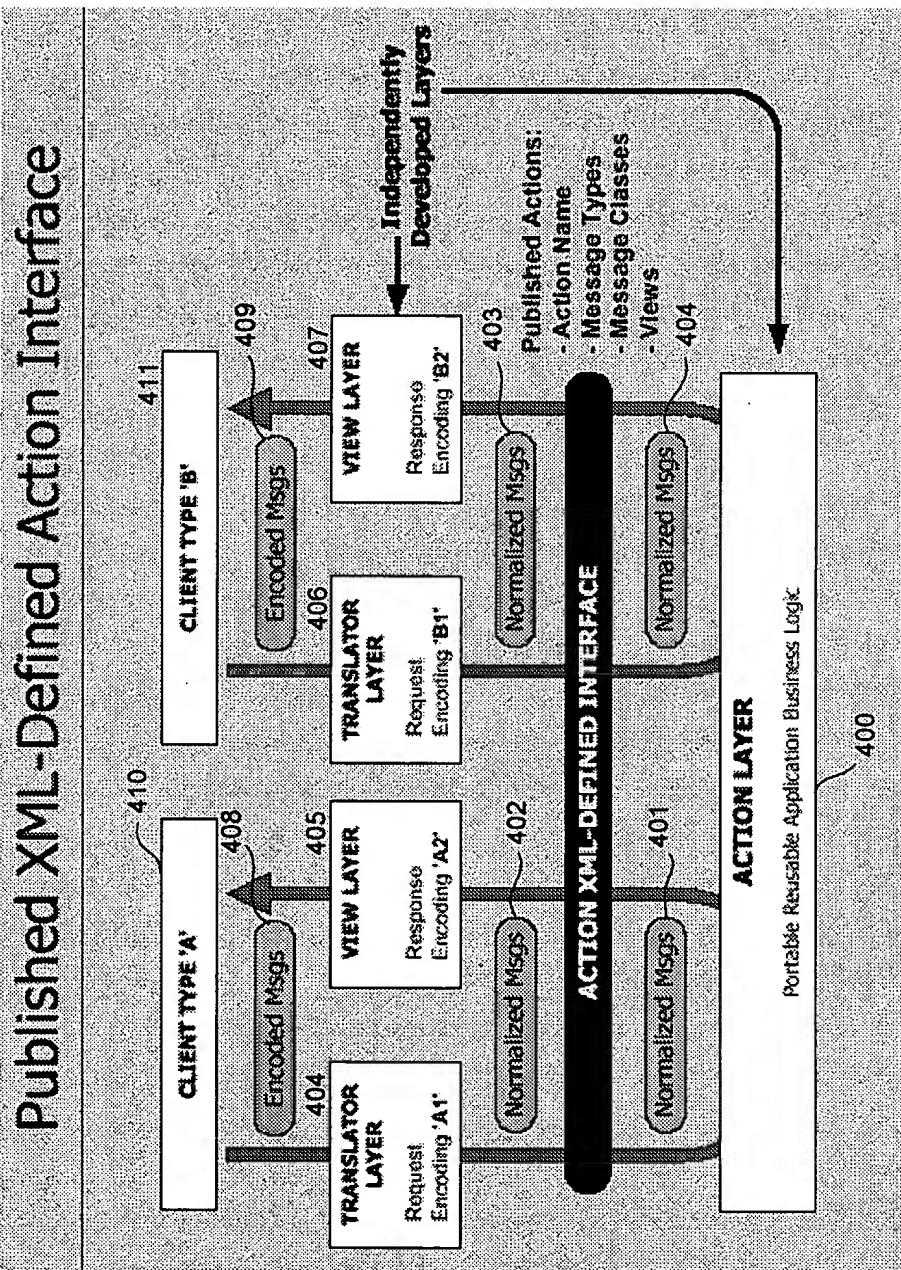 Published XML-Defined Action Interface
410
CLIENT TYPE 'A'
411
CLIENT TYPE 'B'
408
Encoded Msgs
409
Encoded Msgs
404
TRANSLATOR
LAYER
Request
Encoding 'A1'
405
VIEW LAYER
Response
Encoding 'A2'
406
TRANSLATOR
LAYER
Request
Encoding 'B1'
407
VIEW LAYER
Response
Encoding 'B2'
Independently
Developed Layers
402
Normalized Msgs
403
Normalized Msgs
Published Actions:
- Action Name
- Message Types
- Message Classes
- Views
ACTION XML-DEFINED INTERFACE
401
Normalized Msgs
404
Normalized Msgs
ACTION LAYER
Portable Reusable Application Business Logic
400